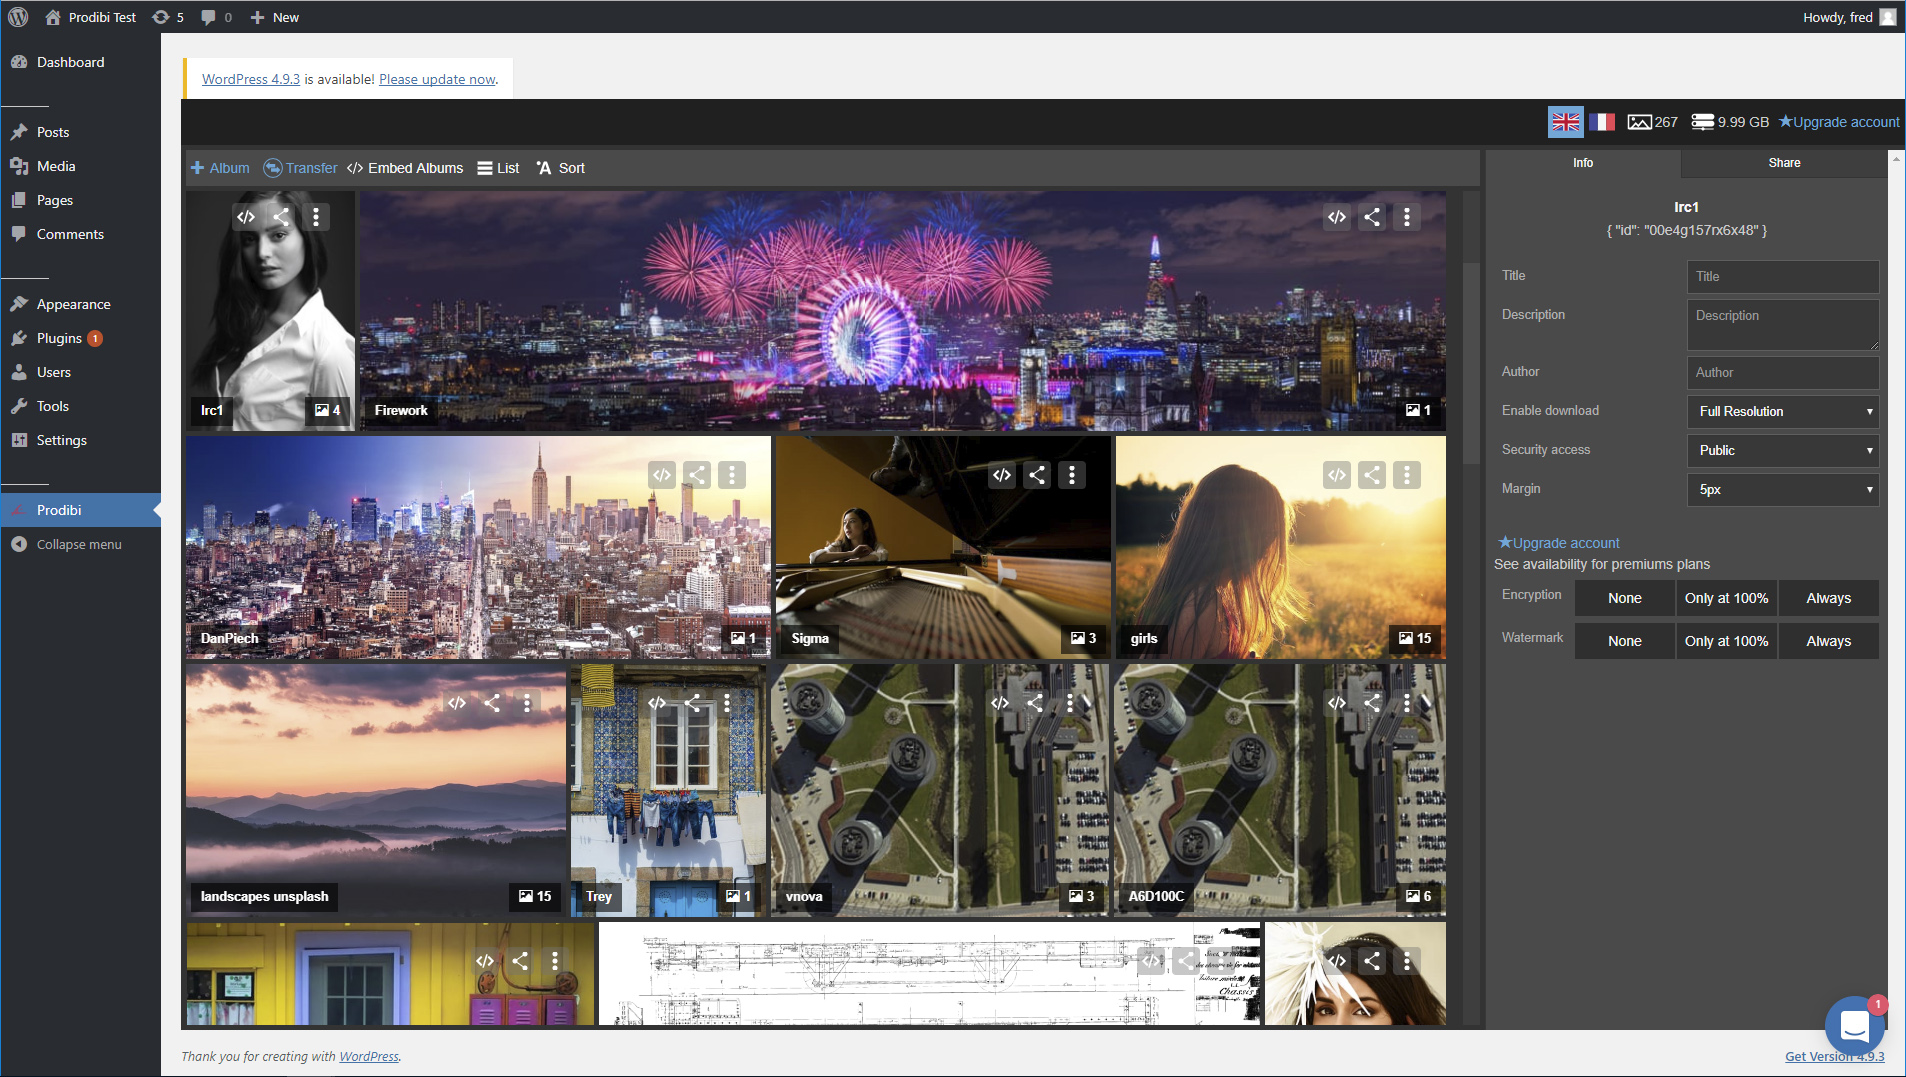 Prodibi Test 5 0 New Howdy, fred
Dashboard
Posts
Media
Pages
Comments
Appearance
Plugins 1
Users
Tools
Settings
Prodibi
Collapse menu
WordPress 4.9.3 is available! Please update now.
267 9.99 GB ★Upgrade account
+ Album Transfer </> Embed Albums List A Sort
lrc1 4
Firework 1
DanPiech 1
Sigma 3
girls 15
landscapes unsplash 15
Trey 1
vnova 3
A6D100C 6
Chassis
Info Share
lrc1
{ "id": "00e4g157rx6x48" }
Title Title
Description Description
Author Author
Enable download Full Resolution
Security access Public
Margin 5px
★Upgrade account
See availability for premiums plans
Encryption None Only at 100% Always
Watermark None Only at 100% Always
1
Thank you for creating with WordPress.
Get Version 4.9.3